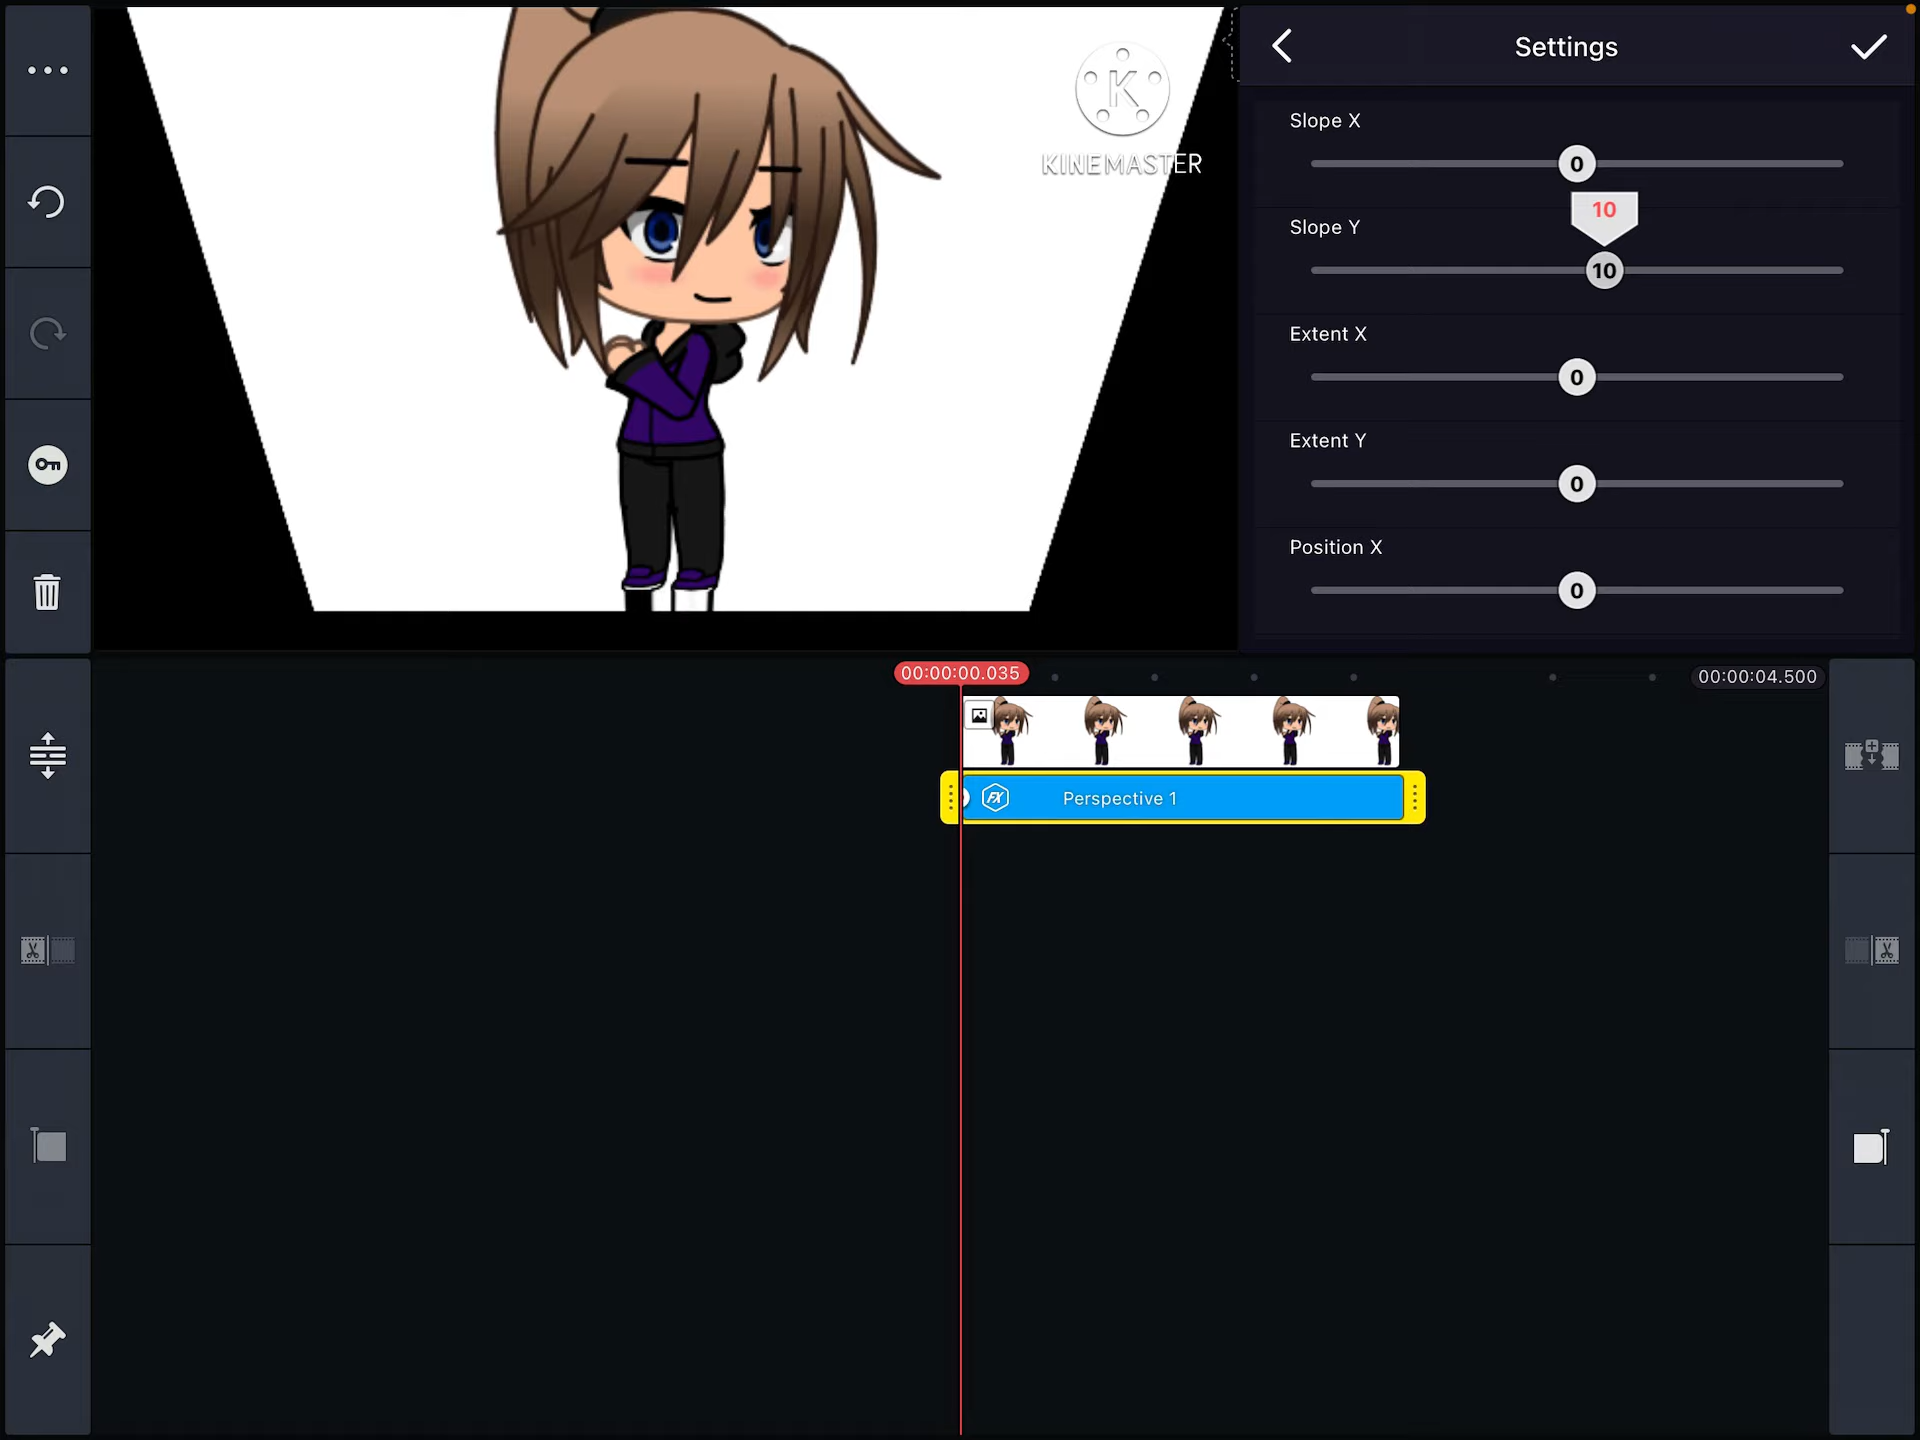 Settings
K
KINEMASTER
Slope X
0
10
Slope Y
10
Extent X
0
Extent Y
0
Position X
0
00:00:00.035
00:00:04.500
FX
Perspective 1